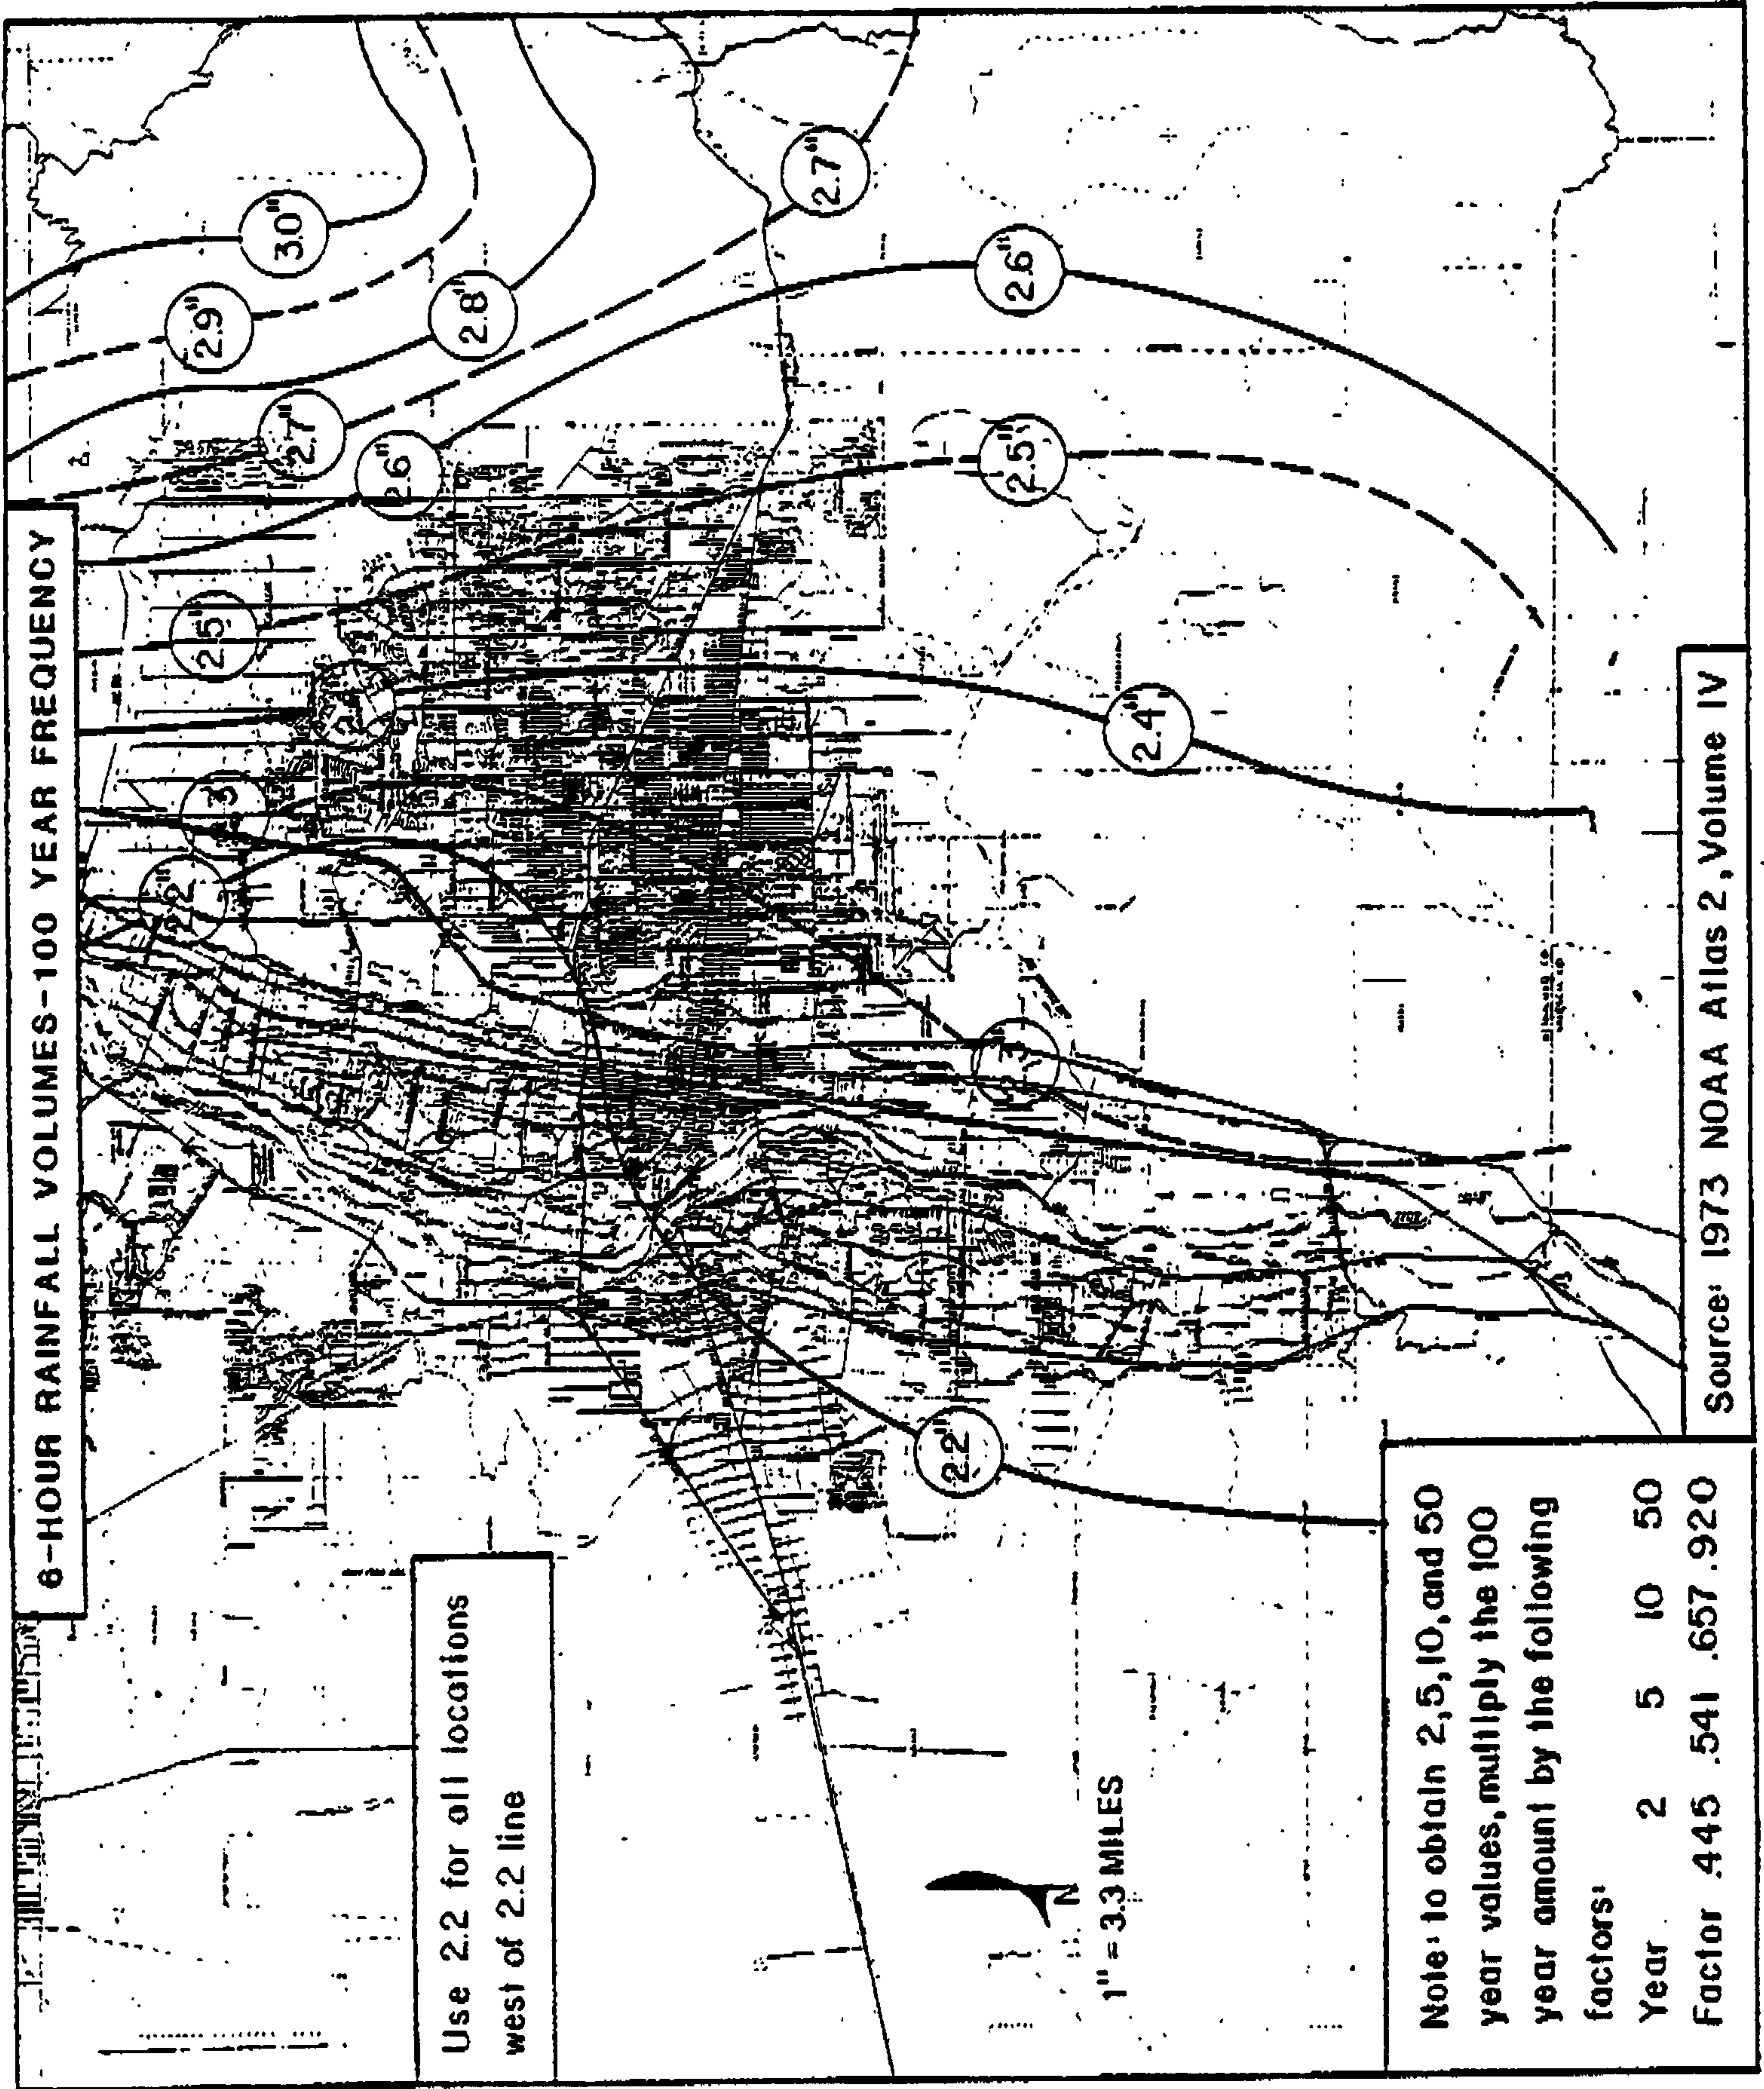 6-HOUR RAINFALL VOLUMES-100 YEAR FREQUENCY
3.0"
2.9"
2.8"
2.7"
2.7"
2.6"
2.6"
2.5"
2.5"
2.4"
2.2"
2.2"
Use 2.2 for all locations
west of 2.2 line
N
1" = 3.3 MILES
Note: to obtain 2,5,10,and 50
year values, multiply the 100
year amount by the following
factors:
Year 2 5 10 50
Factor .445 .541 .657 .920
Source: 1973 NOAA Atlas 2, Volume IV